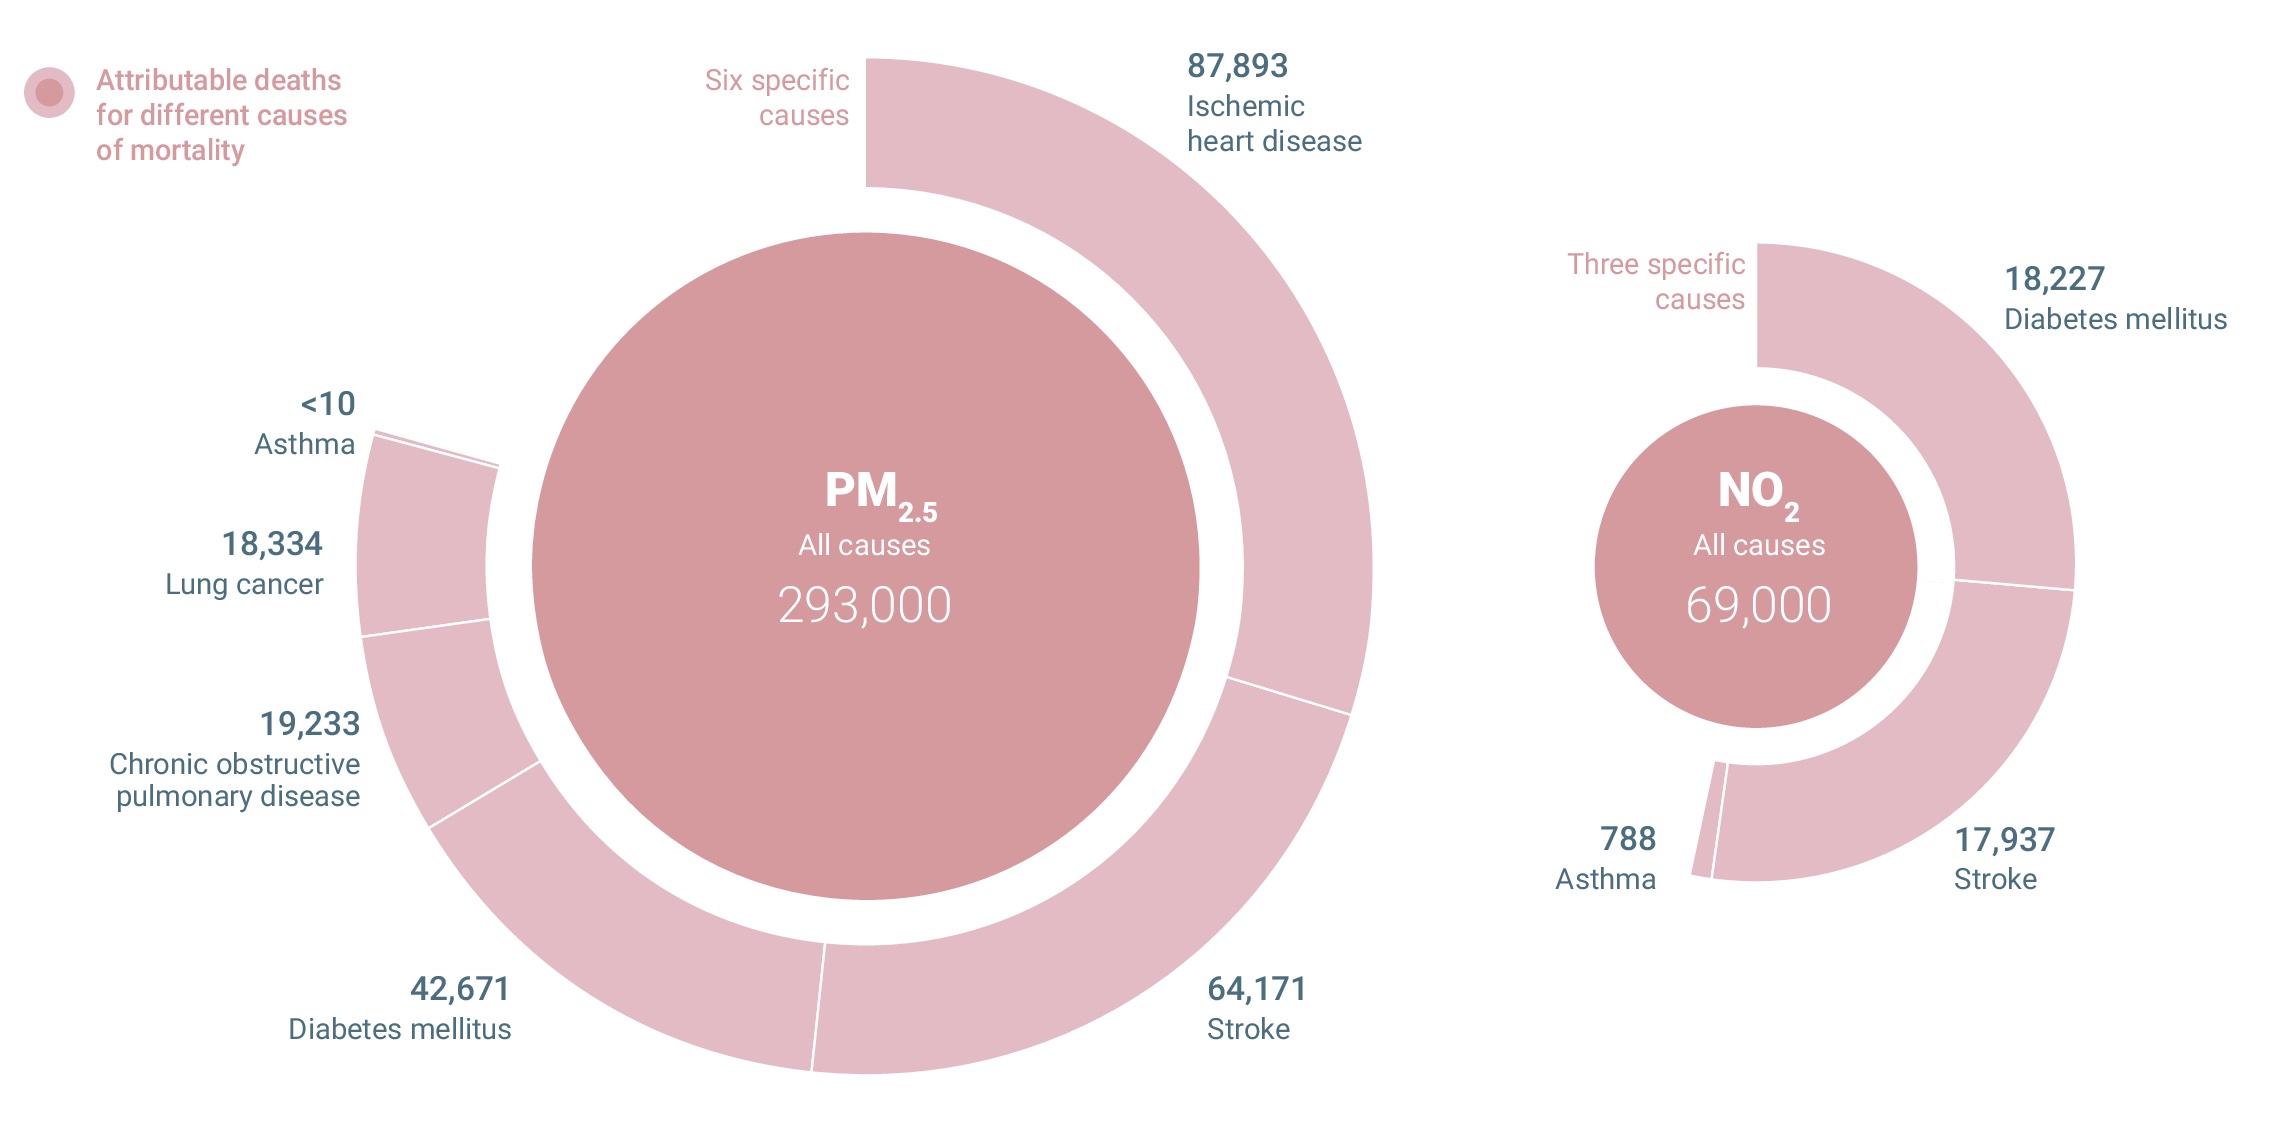 Attributable deaths
for different causes
of mortality
Six specific
causes
87,893
Ischemic
heart disease
64,171
Stroke
42,671
Diabetes mellitus
19,233
Chronic obstructive
pulmonary disease
18,334
Lung cancer
<10
Asthma
PM2.5
All causes
293,000
Three specific
causes
18,227
Diabetes mellitus
17,937
Stroke
788
Asthma
NO2
All causes
69,000